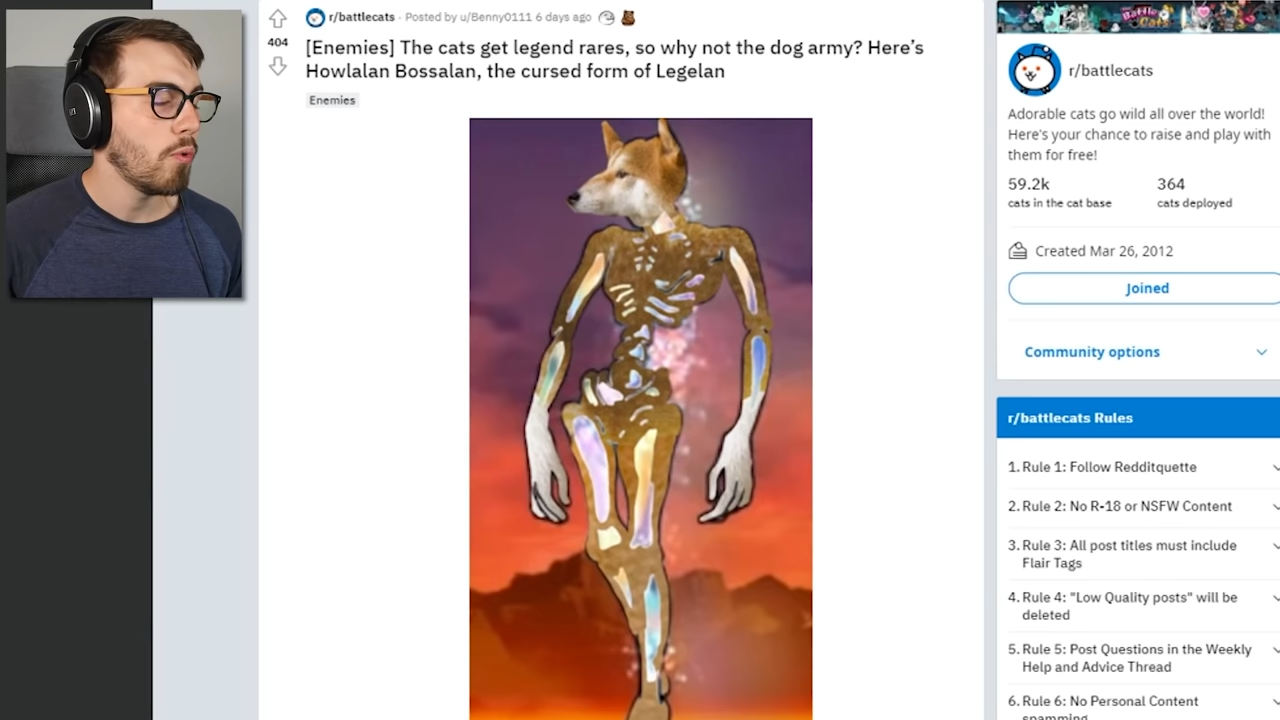 r/battlecats · Posted by u/Benny0111 6 days ago
404
[Enemies] The cats get legend rares, so why not the dog army? Here's
Howlalan Bossalan, the cursed form of Legelan
Enemies
Battle
Cats
r/battlecats
Adorable cats go wild all over the world!
Here's your chance to raise and play with
them for free!
59.2k
364
cats in the cat base
cats deployed
Created Mar 26, 2012
Joined
Community options
r/battlecats Rules
1. Rule 1: Follow Redditquette
2. Rule 2: No R-18 or NSFW Content
3. Rule 3: All post titles must include
Flair Tags
4. Rule 4: "Low Quality posts" will be
deleted
5. Rule 5: Post Questions in the Weekly
Help and Advice Thread
6. Rule 6: No Personal Content
spamming